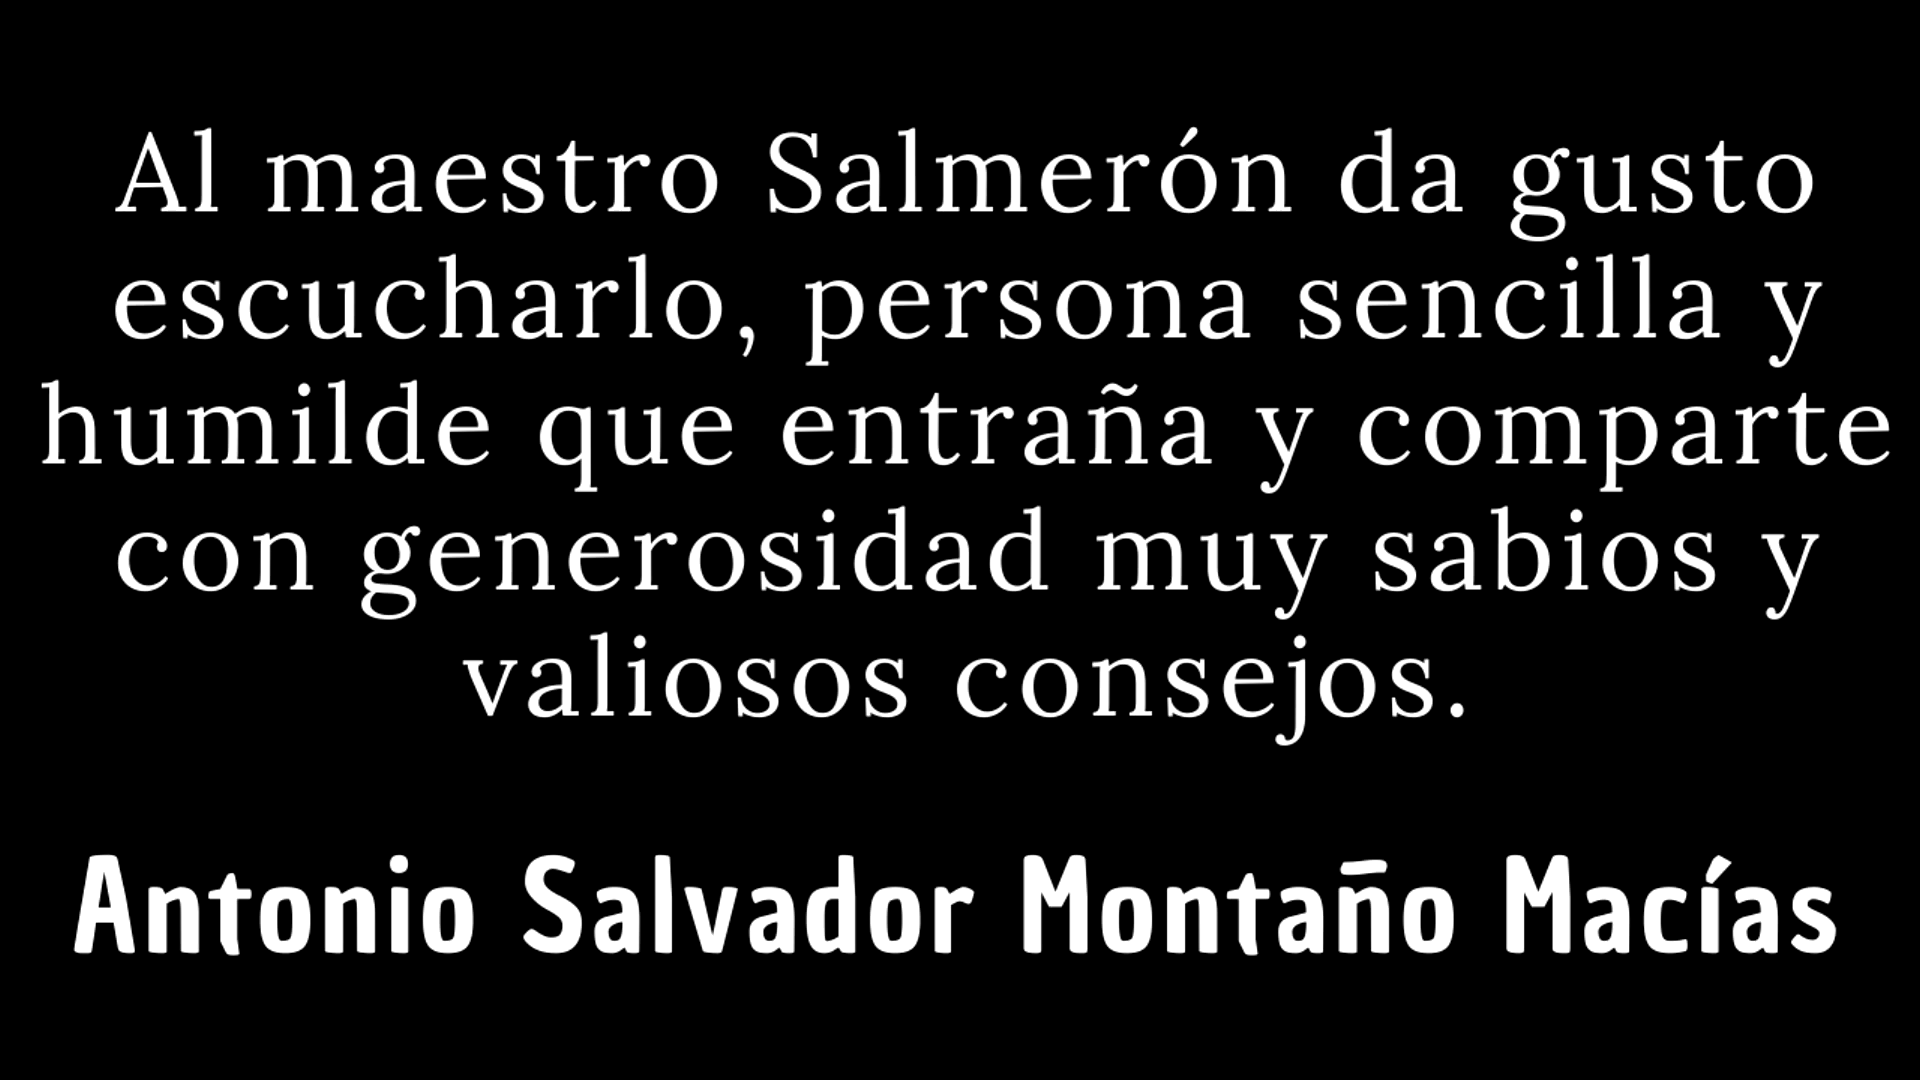 Al maestro Salmerón da gusto
escucharlo, persona sencilla y
humilde que entraña y comparte
con generosidad muy sabios y
valiosos consejos.
Antonio Salvador Montaño Macías